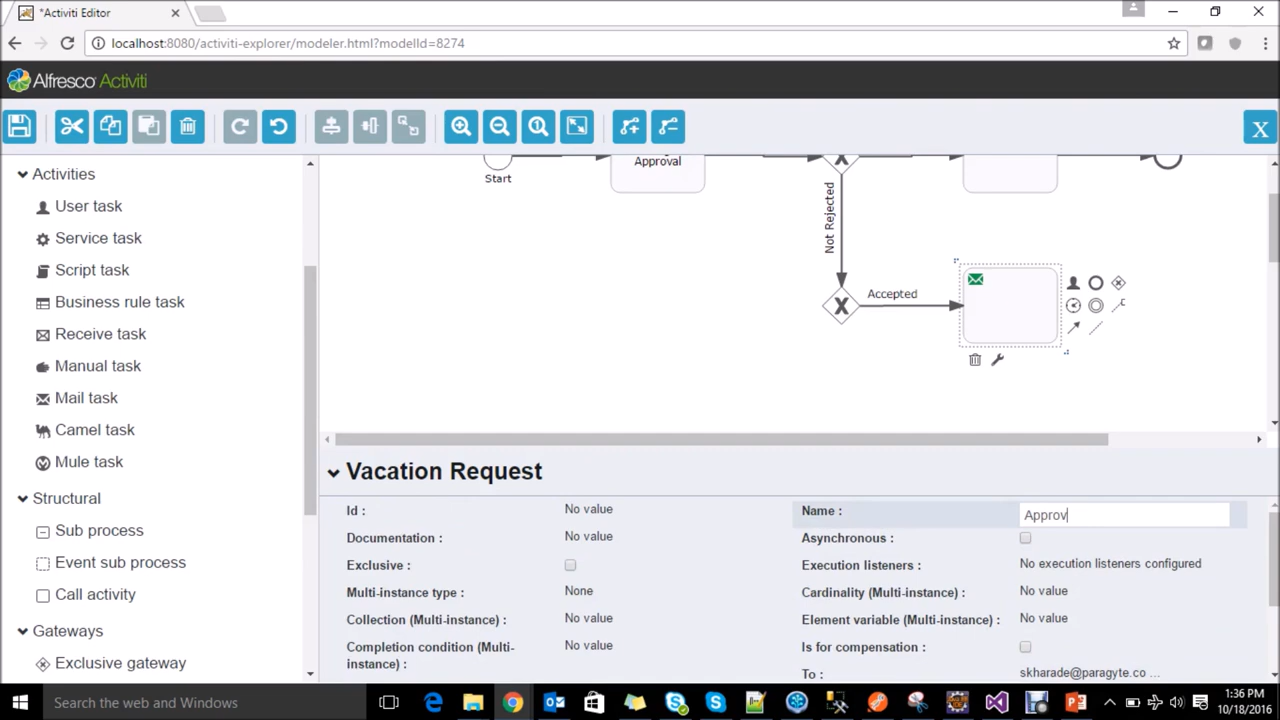 *Activiti Editor
localhost:8080/activiti-explorer/modeler.html?modelId=8274
Alfresco Activiti
X
Activities
User task
Service task
Script task
Business rule task
Receive task
Manual task
Mail task
Camel task
Mule task
Structural
Sub process
Event sub process
Call activity
Gateways
Exclusive gateway
Start
Approval
Not Rejected
Accepted
Vacation Request
Id : No value
Name : Approv
Documentation : No value
Asynchronous :
Exclusive :
Execution listeners : No execution listeners configured
Multi-instance type : None
Cardinality (Multi-instance) : No value
Collection (Multi-instance) : No value
Element variable (Multi-instance) : No value
Completion condition (Multi-instance) : No value
Is for compensation :
To : skharade@paragyte.co ...
Search the web and Windows
1:36 PM
10/18/2016